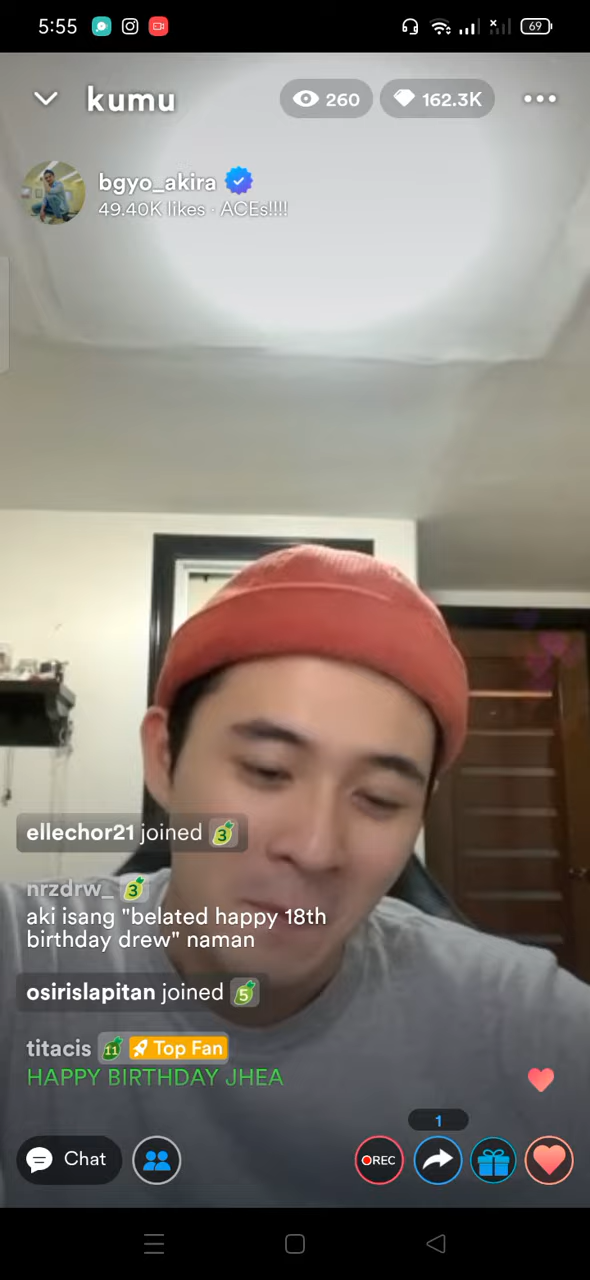 5:55
69
kumu
260
162.3K
bgyo_akira
49.40K likes · ACEs!!!!
ellechor21 joined 3
nrzdrw_ 3
aki isang "belated happy 18th
birthday drew" naman
osirislapitan joined 5
titacis 11 Top Fan
HAPPY BIRTHDAY JHEA
1
Chat
REC